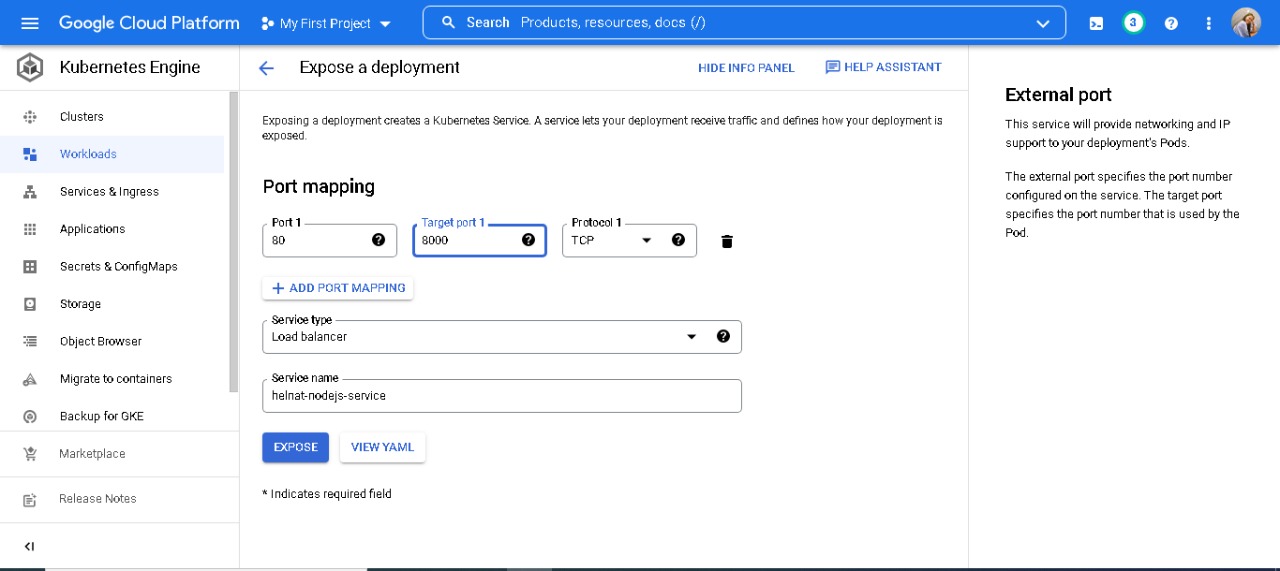 Google Cloud Platform
My First Project
Search Products, resources, docs (/)
3
Kubernetes Engine
Clusters
Workloads
Services & Ingress
Applications
Secrets & ConfigMaps
Storage
Object Browser
Migrate to containers
Backup for GKE
Marketplace
Release Notes
Expose a deployment
HIDE INFO PANEL
HELP ASSISTANT
Exposing a deployment creates a Kubernetes Service. A service lets your deployment receive traffic and defines how your deployment is
exposed.
Port mapping
Port 1
80
Target port 1
8000
Protocol 1
TCP
ADD PORT MAPPING
Service type
Load balancer
Service name
helnat-nodejs-service
EXPOSE
VIEW YAML
* Indicates required field
External port
This service will provide networking and IP
support to your deployment's Pods.
The external port specifies the port number
configured on the service. The target port
specifies the port number that is used by the
Pod.